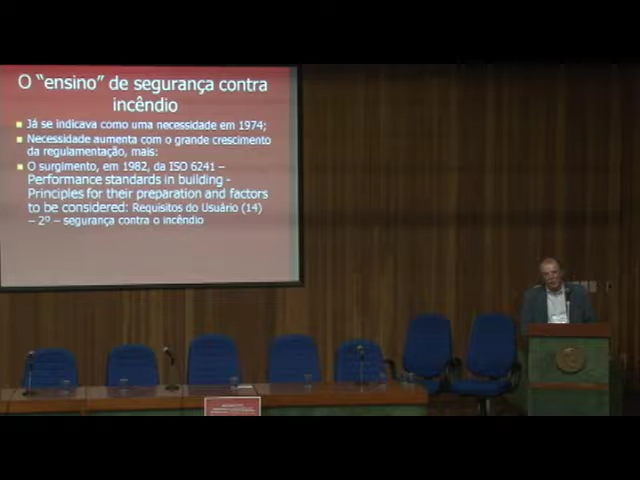 O “ensino” de segurança contra
incêndio
Já se indicava como uma necessidade em 1974;
Necessidade aumenta com o grande crescimento
da regulamentação, mais:
O surgimento, em 1982, da ISO 6241 –
Performance standards in building -
Principles for their preparation and factors
to be considered: Requisitos do Usuário (14)
– 2º – segurança contra o incêndio